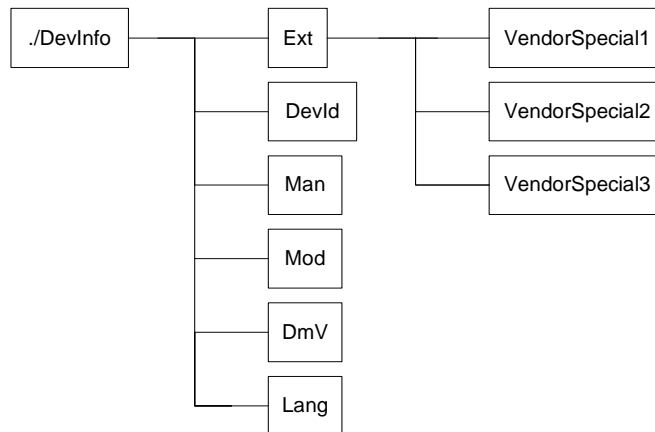 ./DevInfo
Ext
VendorSpecial1
DevId
VendorSpecial2
Man
VendorSpecial3
Mod
DmV
Lang